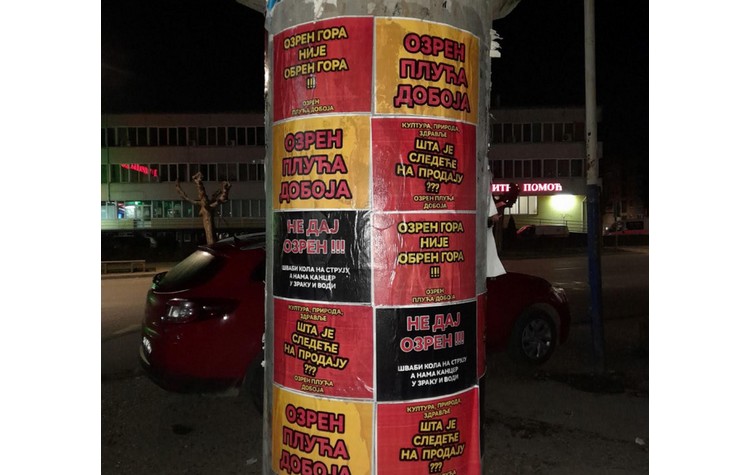 ОЗРЕН ГОРА
НИЈЕ
ОБРЕН ГОРА
!!!
ОЗРЕН
ПЛУЋА ДОБОЈА
ОЗРЕН
ПЛУЋА
ДОБОЈА
ОЗРЕН
ПЛУЋА
ДОБОЈА
КУЛТУРА, ПРИРОДА,
ЗДРАВЉЕ
ШТА ЈЕ
СЛЕДЕЋЕ
НА ПРОДАЈУ
???
ОЗРЕН ПЛУЋА
ДОБОЈА
НЕ ДАЈ
ОЗРЕН !!!
ШВАБИ КОЛА НА СТРУЈУ,
А НАМА КАНЦЕР
У ЗРАКУ И ВОДИ
ОЗРЕН ГОРА
НИЈЕ
ОБРЕН ГОРА
!!!
ОЗРЕН
ПЛУЋА ДОБОЈА
КУЛТУРА, ПРИРОДА,
ЗДРАВЉЕ
ШТА ЈЕ
СЛЕДЕЋЕ
НА ПРОДАЈУ
???
ОЗРЕН ПЛУЋА
ДОБОЈА
НЕ ДАЈ
ОЗРЕН !!!
ШВАБИ КОЛА НА СТРУЈУ,
А НАМА КАНЦЕР
У ЗРАКУ И ВОДИ
ОЗРЕН
ПЛУЋА
ДОБОЈА
КУЛТУРА, ПРИРОДА,
ЗДРАВЉЕ
ШТА ЈЕ
СЛЕДЕЋЕ
НА ПРОДАЈУ
???
ПОМОЋ